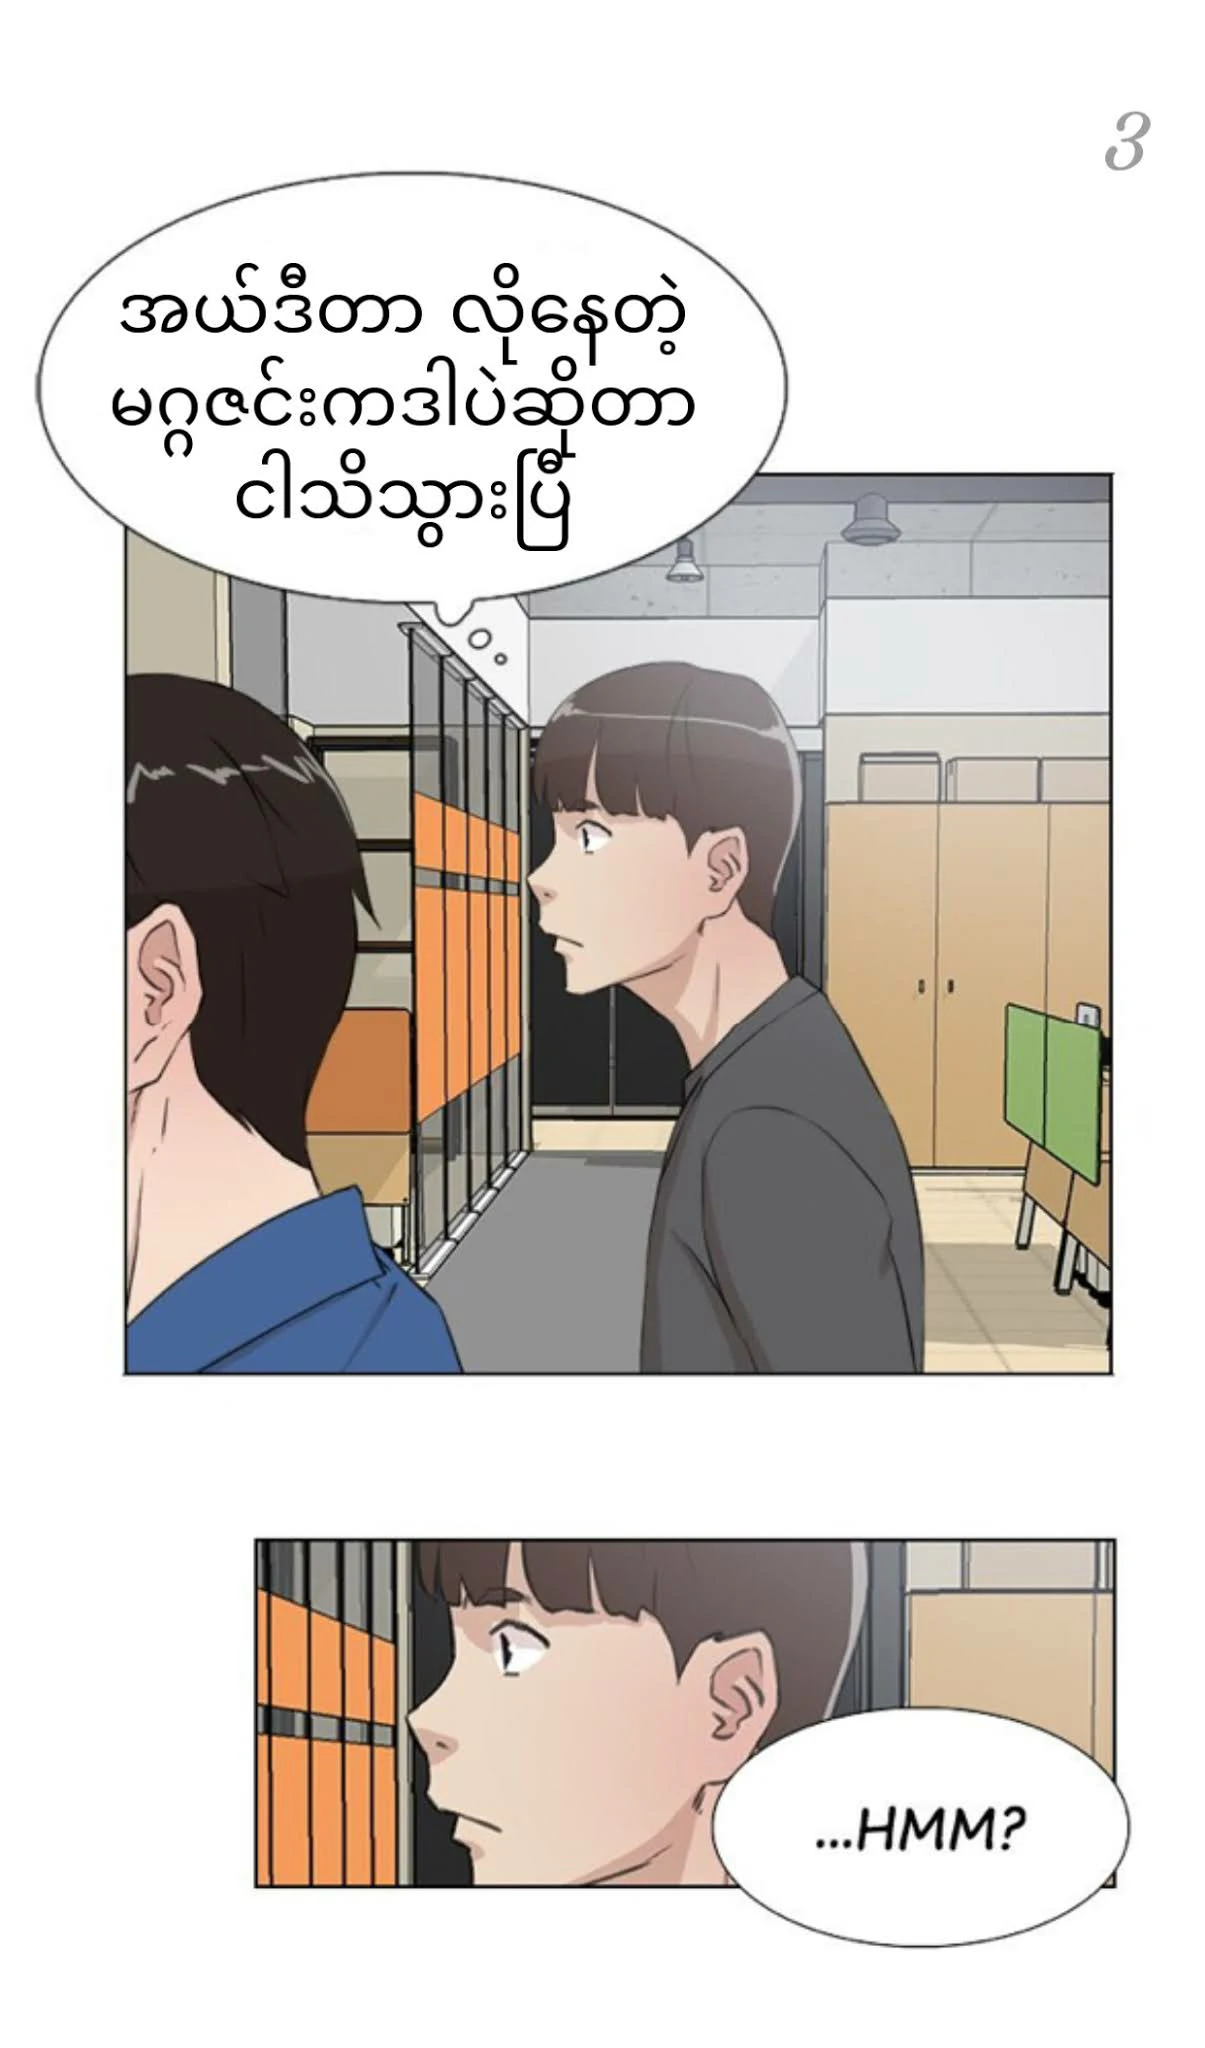 3
အယ်ဒီတာ လိုနေတဲ့
မဂ္ဂဇင်းကဒါပဲဆိုတာ
ငါသိသွားပြီ
...HMM?